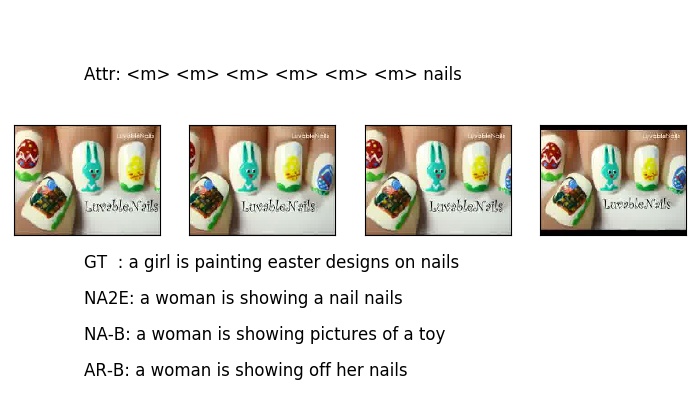 Attr: <m> <m> <m> <m> <m> <m> nails
LuvableNails LuvableNails LuvableNails LuvableNails
LuvableNails LuvableNails LuvableNails LuvableNails
GT : a girl is painting easter designs on nails
NA2E: a woman is showing a nail nails
NA-B: a woman is showing pictures of a toy
AR-B: a woman is showing off her nails